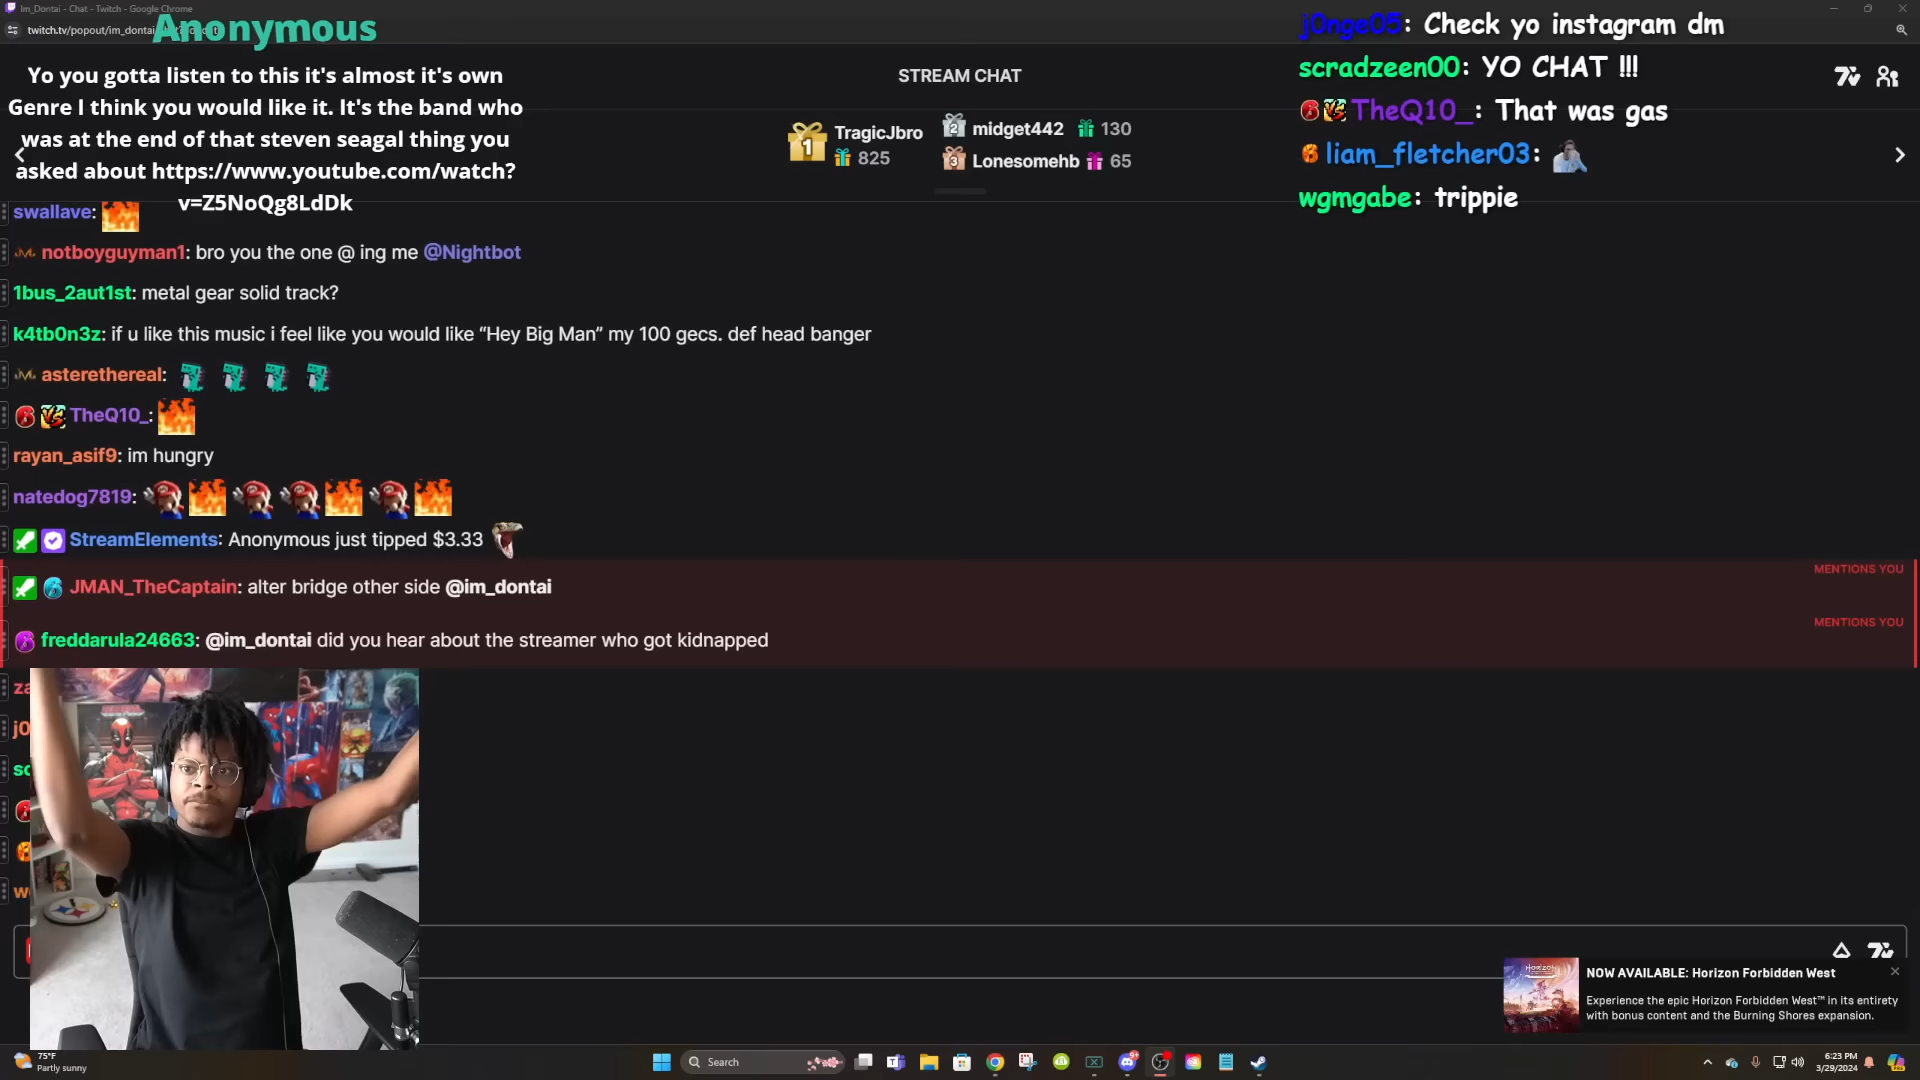 Im_Dontai - Chat - Twitch - Google Chrome
twitch.tv/popout/im_dontai
Anonymous
Yo you gotta listen to this it's almost it's own
Genre I think you would like it. It's the band who
was at the end of that steven seagal thing you
asked about https://www.youtube.com/watch?
v=Z5NoQg8LdDk
STREAM CHAT
1 TragicJbro
825
2 midget442 130
3 Lonesomehb 65
j0nge05: Check yo instagram dm
scradzeen00: YO CHAT !!!
TheQ10_: That was gas
liam_fletcher03:
wgmgabe: trippie
swallave:
notboyguyman1: bro you the one @ ing me @Nightbot
1bus_2aut1st: metal gear solid track?
k4tb0n3z: if u like this music i feel like you would like “Hey Big Man” my 100 gecs. def head banger
asterethereal:
TheQ10_:
rayan_asif9: im hungry
natedog7819:
StreamElements: Anonymous just tipped $3.33
MENTIONS YOU
JMAN_TheCaptain: alter bridge other side @im_dontai
MENTIONS YOU
freddarula24663: @im_dontai did you hear about the streamer who got kidnapped
za
j0
sc
NOW AVAILABLE: Horizon Forbidden West
Experience the epic Horizon Forbidden West™ in its entirety
with bonus content and the Burning Shores expansion.
75°F
Partly sunny
Search
6:23 PM
3/29/2024